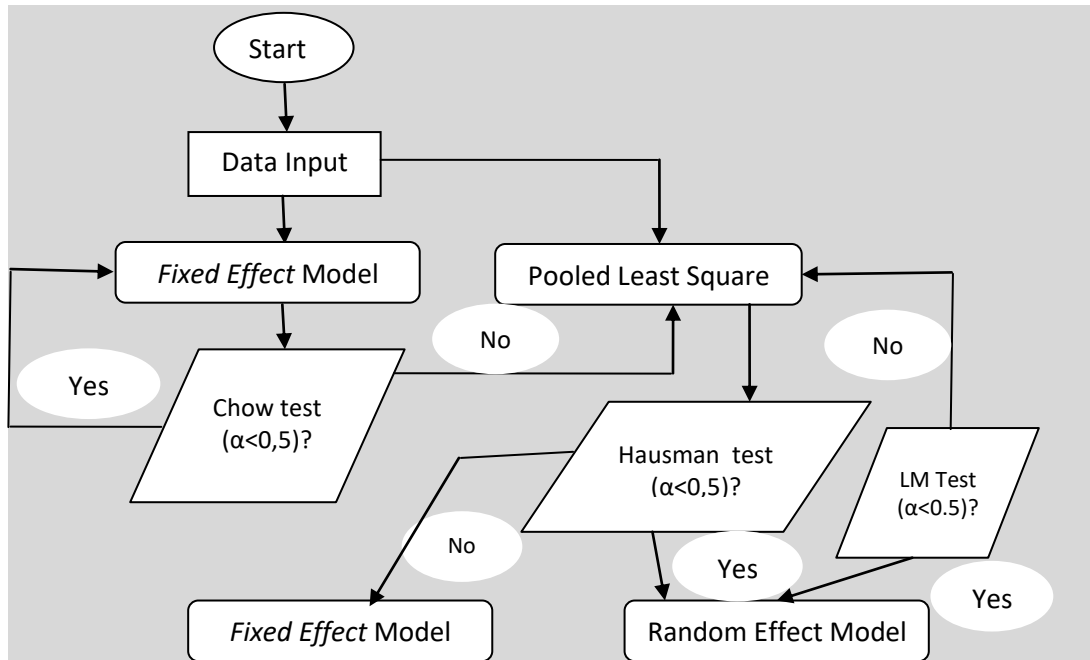 Start
Data Input
Fixed Effect Model
Pooled Least Square
No
No
Yes
Chow test
(α<0,5)?
Hausman test
(α<0,5)?
LM Test
(α<0.5)?
No
Yes
Yes
Fixed Effect Model
Random Effect Model